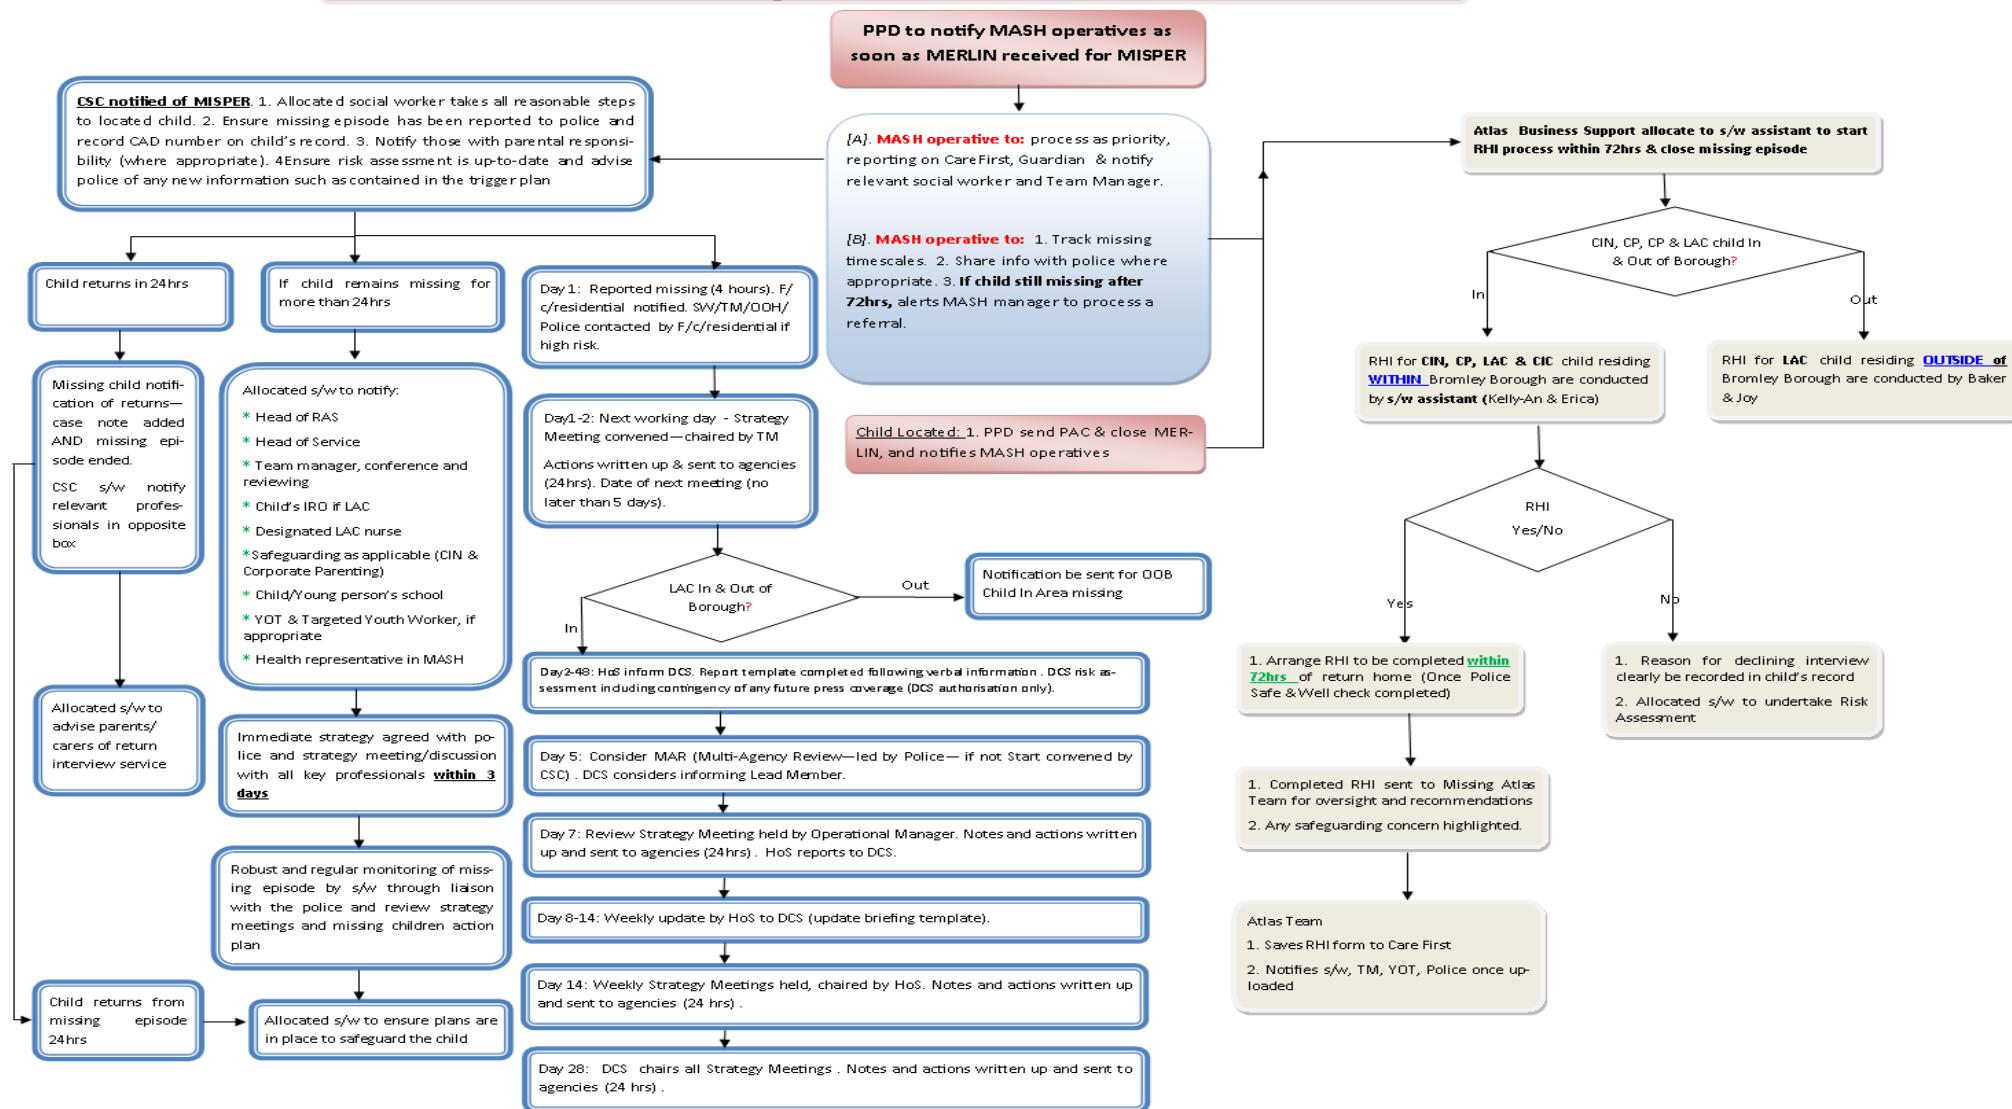 PPD to notify MASH operatives as
soon as MERLIN received for MISPER
CSC notified of MISPER. 1. Allocated social worker takes all reasonable steps
to located child. 2. Ensure missing episode has been reported to police and
record CAD number on child's record. 3. Notify those with parental responsi-
bility (where appropriate). 4Ensure risk assessment is up-to-date and advise
police of any new information such as contained in the trigger plan
[A]. MASH operative to: process as priority,
reporting on CareFirst, Guardian & notify
relevant social worker and Team Manager.
[B]. MASH operative to: 1. Track missing
timescales. 2. Share info with police where
appropriate. 3. If child still missing after
72hrs, alerts MASH manager to process a
referral.
Child Located: 1. PPD send PAC & close MER-
LIN, and notifies MASH operatives
Child returns in 24hrs
Missing child notifi-
cation of returns—
case note added
AND missing epi-
sode ended.
CSC s/w notify
relevant profes-
sionals in opposite
box
Allocated s/w to
advise parents/
carers of return
interview service
Child returns from
missing episode
24hrs
If child remains missing for
more than 24hrs
Allocated s/w to notify:
* Head of RAS
* Head of Service
* Team manager, conference and
reviewing
* Child's IRO if LAC
* Designated LAC nurse
*Safeguarding as applicable (CIN &
Corporate Parenting)
* Child/Young person's school
* YOT & Targeted Youth Worker, if
appropriate
* Health representative in MASH
Immediate strategy agreed with po-
lice and strategy meeting/discussion
with all key professionals within 3
days
Robust and regular monitoring of miss-
ing episode by s/w through liaison
with the police and review strategy
meetings and missing children action
plan
Allocated s/w to ensure plans are
in place to safeguard the child
Day 1: Reported missing (4 hours). F/
c/residential notified. SW/TM/OOH/
Police contacted by F/c/residential if
high risk.
Day1-2: Next working day - Strategy
Meeting convened—chaired by TM
Actions written up & sent to agencies
(24hrs). Date of next meeting (no
later than 5 days).
LAC In & Out of
Borough?
Out
In
Notification be sent for OOB
Child In Area missing
Day2-48: HoS inform DCS. Report template completed following verbal information . DCS risk as-
sessment including contingency of any future press coverage (DCS authorisation only).
Day 5: Consider MAR (Multi-Agency Review—led by Police— if not Start convened by
CSC) . DCS considers informing Lead Member.
Day 7: Review Strategy Meeting held by Operational Manager. Notes and actions written
up and sent to agencies (24hrs) . HoS reports to DCS.
Day 8-14: Weekly update by HoS to DCS (update briefing template).
Day 14: Weekly Strategy Meetings held, chaired by HoS. Notes and actions written up
and sent to agencies (24 hrs) .
Day 28: DCS chairs all Strategy Meetings . Notes and actions written up and sent to
agencies (24 hrs) .
Atlas Business Support allocate to s/w assistant to start
RHI process within 72hrs & close missing episode
CIN, CP, CP & LAC child In
& Out of Borough?
In
Out
RHI for CIN, CP, LAC & CIC child residing
WITHIN Bromley Borough are conducted
by s/w assistant (Kelly-An & Erica)
RHI for LAC child residing OUTSIDE of
Bromley Borough are conducted by Baker
& Joy
RHI
Yes/No
Yes
No
1. Arrange RHI to be completed within
72hrs of return home (Once Police
Safe & Well check completed)
1. Reason for declining interview
clearly be recorded in child's record
2. Allocated s/w to undertake Risk
Assessment
1. Completed RHI sent to Missing Atlas
Team for oversight and recommendations
2. Any safeguarding concern highlighted.
Atlas Team
1. Saves RHI form to Care First
2. Notifies s/w, TM, YOT, Police once up-
loaded